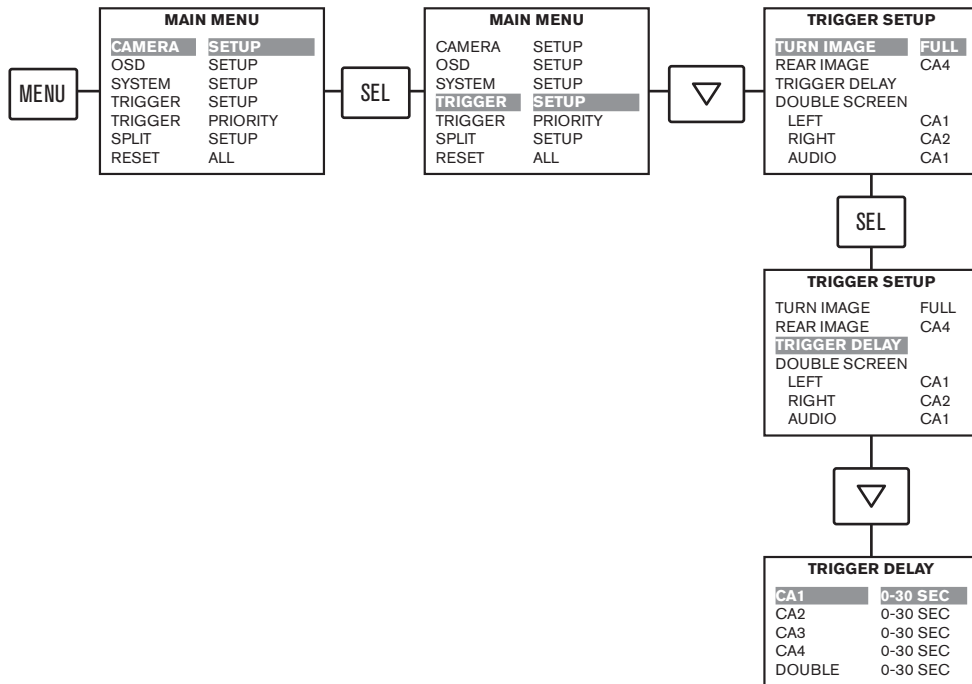 MENU
MAIN MENU
CAMERA SETUP
OSD SETUP
SYSTEM SETUP
TRIGGER SETUP
TRIGGER PRIORITY
SPLIT SETUP
RESET ALL
SEL
MAIN MENU
CAMERA SETUP
OSD SETUP
SYSTEM SETUP
TRIGGER SETUP
TRIGGER PRIORITY
SPLIT SETUP
RESET ALL
TRIGGER SETUP
TURN IMAGE FULL
REAR IMAGE CA4
TRIGGER DELAY
DOUBLE SCREEN
LEFT CA1
RIGHT CA2
AUDIO CA1
SEL
TRIGGER SETUP
TURN IMAGE FULL
REAR IMAGE CA4
TRIGGER DELAY
DOUBLE SCREEN
LEFT CA1
RIGHT CA2
AUDIO CA1
TRIGGER DELAY
CA1 0-30 SEC
CA2 0-30 SEC
CA3 0-30 SEC
CA4 0-30 SEC
DOUBLE 0-30 SEC